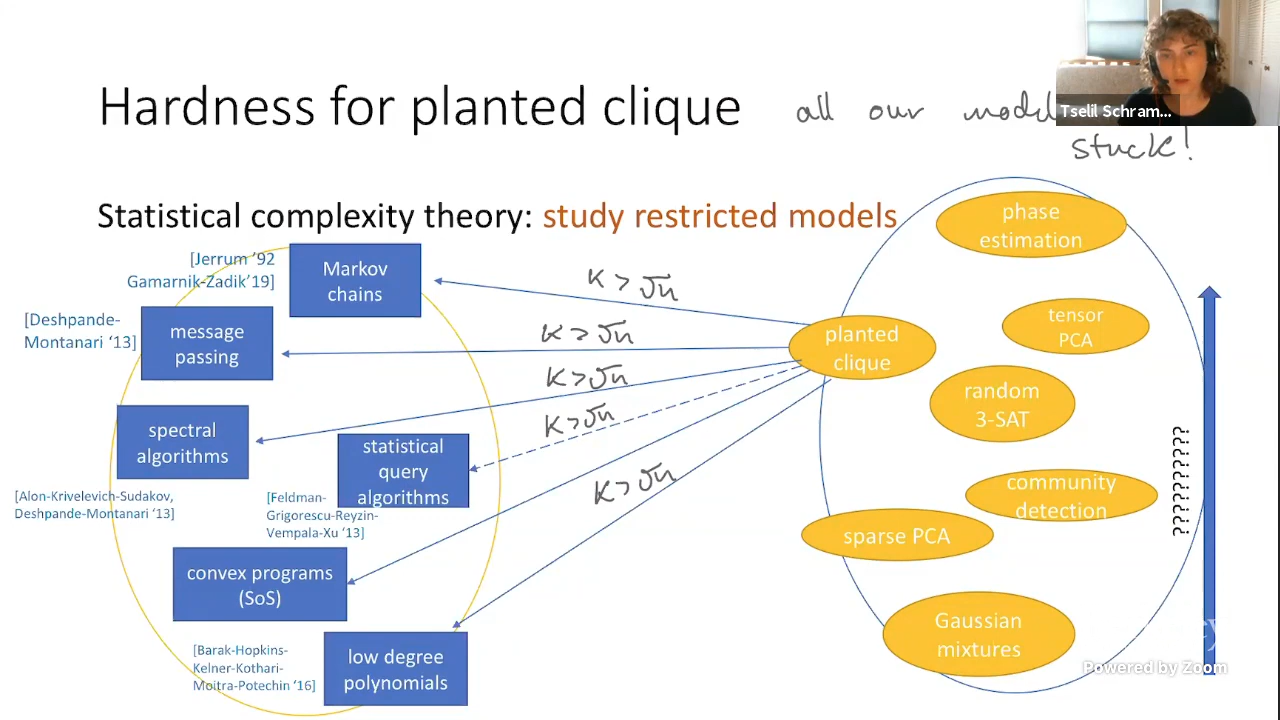 Hardness for planted clique
all our mod
stuck!
Tselil Schram...
Statistical complexity theory: study restricted models
[Jerrum '92
Gamarnik-Zadik'19]
Markov
chains
[Deshpande-
Montanari '13]
message
passing
spectral
algorithms
[Alon-Krivelevich-Sudakov,
Deshpande-Montanari '13]
statistical
query
algorithms
[Feldman-
Grigorescu-Reyzin-
Vempala-Xu '13]
convex programs
(SoS)
[Barak-Hopkins-
Kelner-Kothari-
Moitra-Potechin '16]
low degree
polynomials
K > √n
K > √n
K > √n
K > √n
K > √n
planted
clique
phase
estimation
tensor
PCA
random
3-SAT
community
detection
sparse PCA
Gaussian
mixtures
?????????
Powered by Zoom